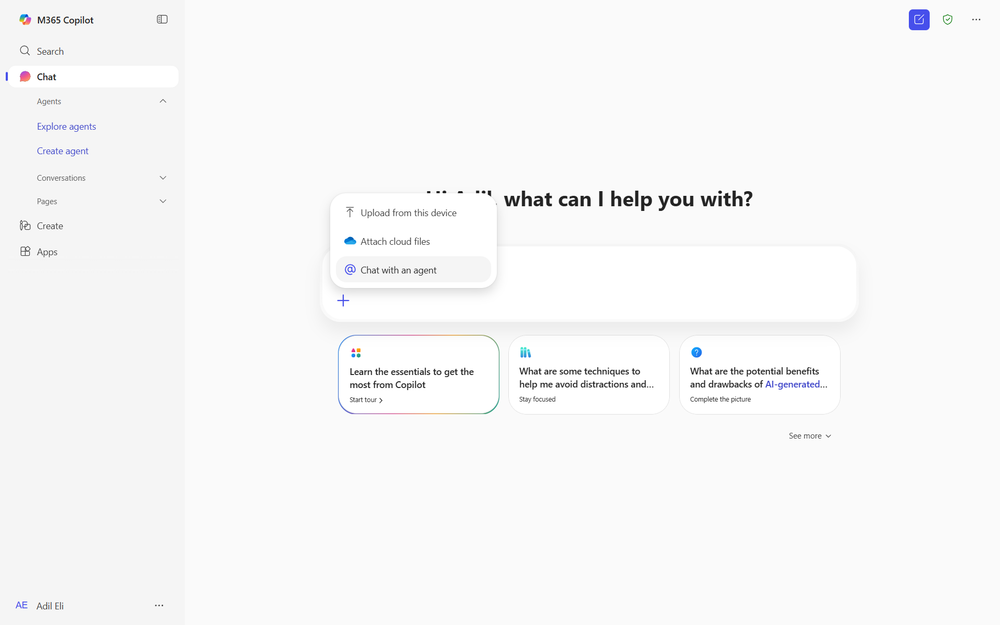 M365 Copilot
Search
Chat
Agents
Explore agents
Create agent
Conversations
Pages
Create
Apps
AE Adil Eli
what can I help you with?
Upload from this device
Attach cloud files
@ Chat with an agent
Learn the essentials to get the
most from Copilot
Start tour
What are some techniques to
help me avoid distractions and...
Stay focused
?
What are the potential benefits
and drawbacks of AI-generated...
Complete the picture
See more